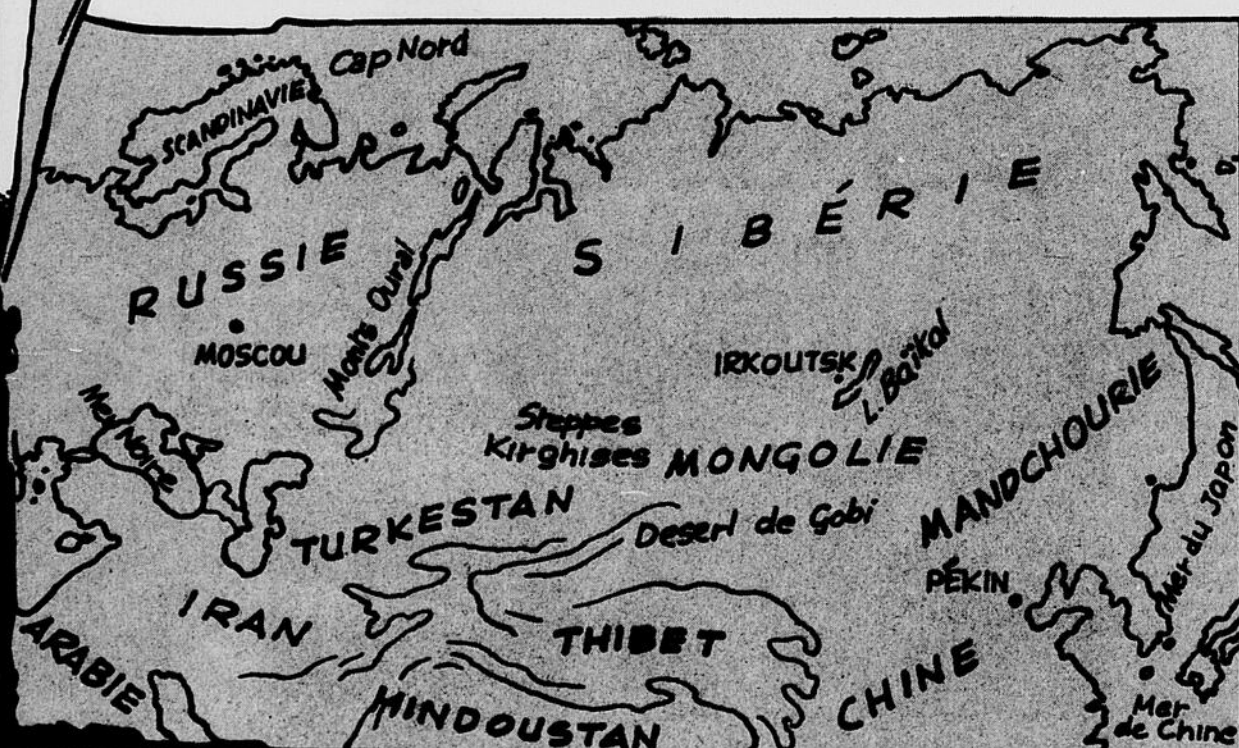 Cap Nord
SCANDINAVIE
SIBÉRIE
RUSSIE
Monts Oural
MOSCOU
IRKOUTSK
L. Baïkal
Mer Noire
Steppes
Kirghises
MONGOLIE
MANDCHOURIE
TURKESTAN
Desert de Gobi
Mer du Japon
PÉKIN
IRAN
THIBET
ARABIE
HINDOUSTAN
CHINE
Mer
de Chine